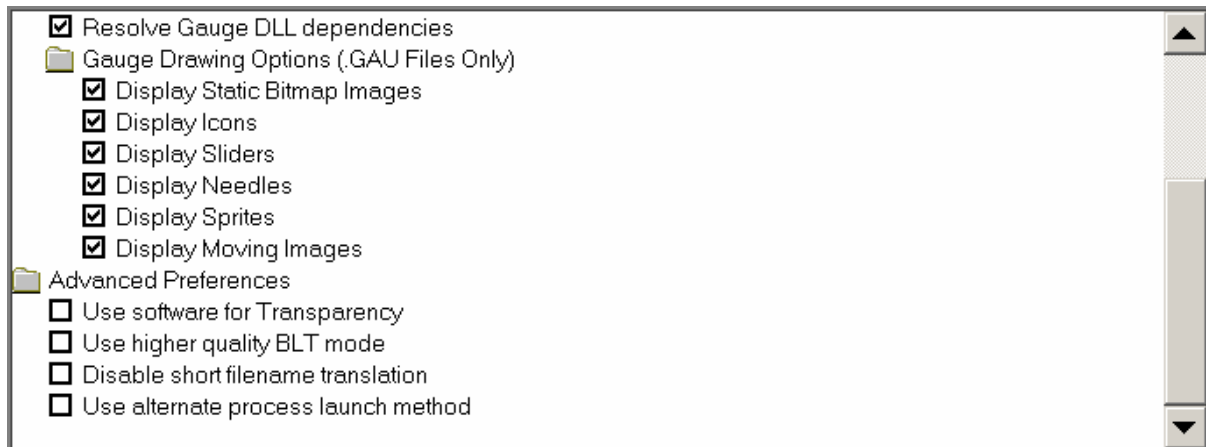 Resolve Gauge DLL dependencies
Gauge Drawing Options (.GAU Files Only)
Display Static Bitmap Images
Display Icons
Display Sliders
Display Needles
Display Sprites
Display Moving Images
Advanced Preferences
Use software for Transparency
Use higher quality BLT mode
Disable short filename translation
Use alternate process launch method